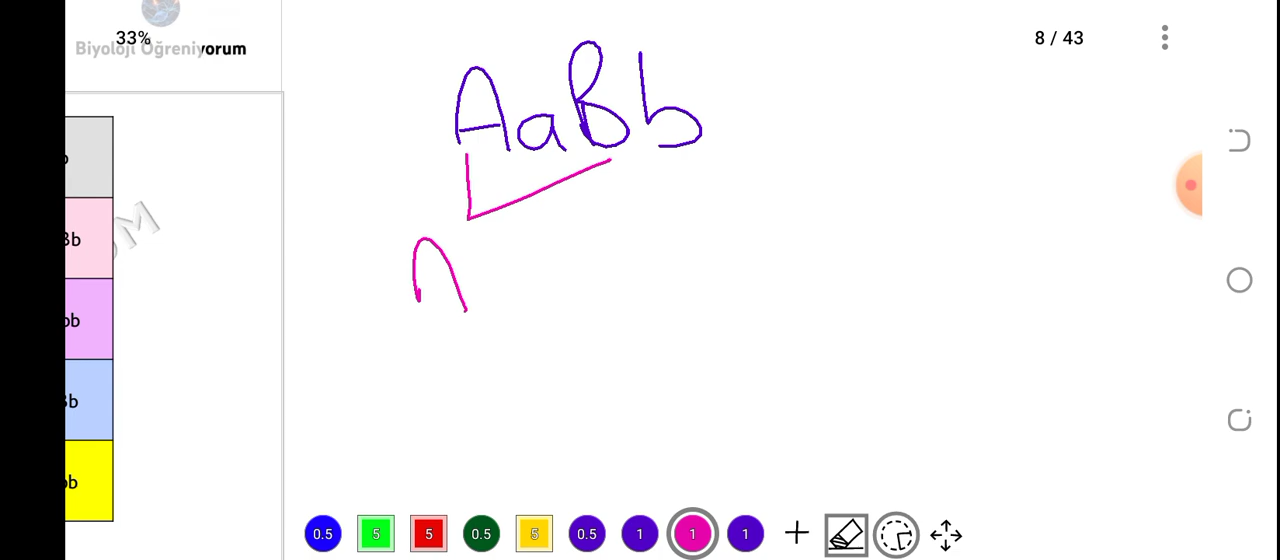 33%
Biyoloji Öğreniyorum
8 / 43
AaBb
Bb
bb
Bb
bb
0.5 5 5 0.5 5 0.5 1 1 1